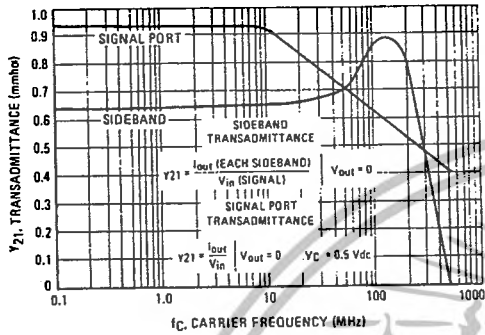 1.0
0.9
0.8
0.7
0.6
0.5
0.4
0.3
0.2
0.1
0
Y21, TRANSADMITTANCE (mmho)
SIGNAL PORT
SIDEBAND
SIDEBAND
TRANSADMITTANCE
Y21 = Iout (EACH SIDEBAND) / Vin (SIGNAL) | Vout = 0
SIGNAL PORT
TRANSADMITTANCE
Y21 = Iout / Vin | Vout = 0 VC = 0.5 Vdc
0.1 1.0 10 100 1000
fC, CARRIER FREQUENCY (MHz)